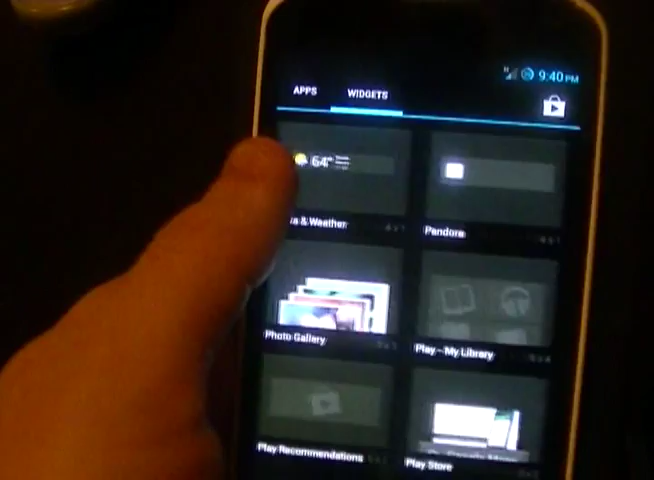 9:40 PM
APPS WIDGETS
64°
& Weather
Pandora
Photo Gallery
Play - My Library
Play Recommendations
Play Store